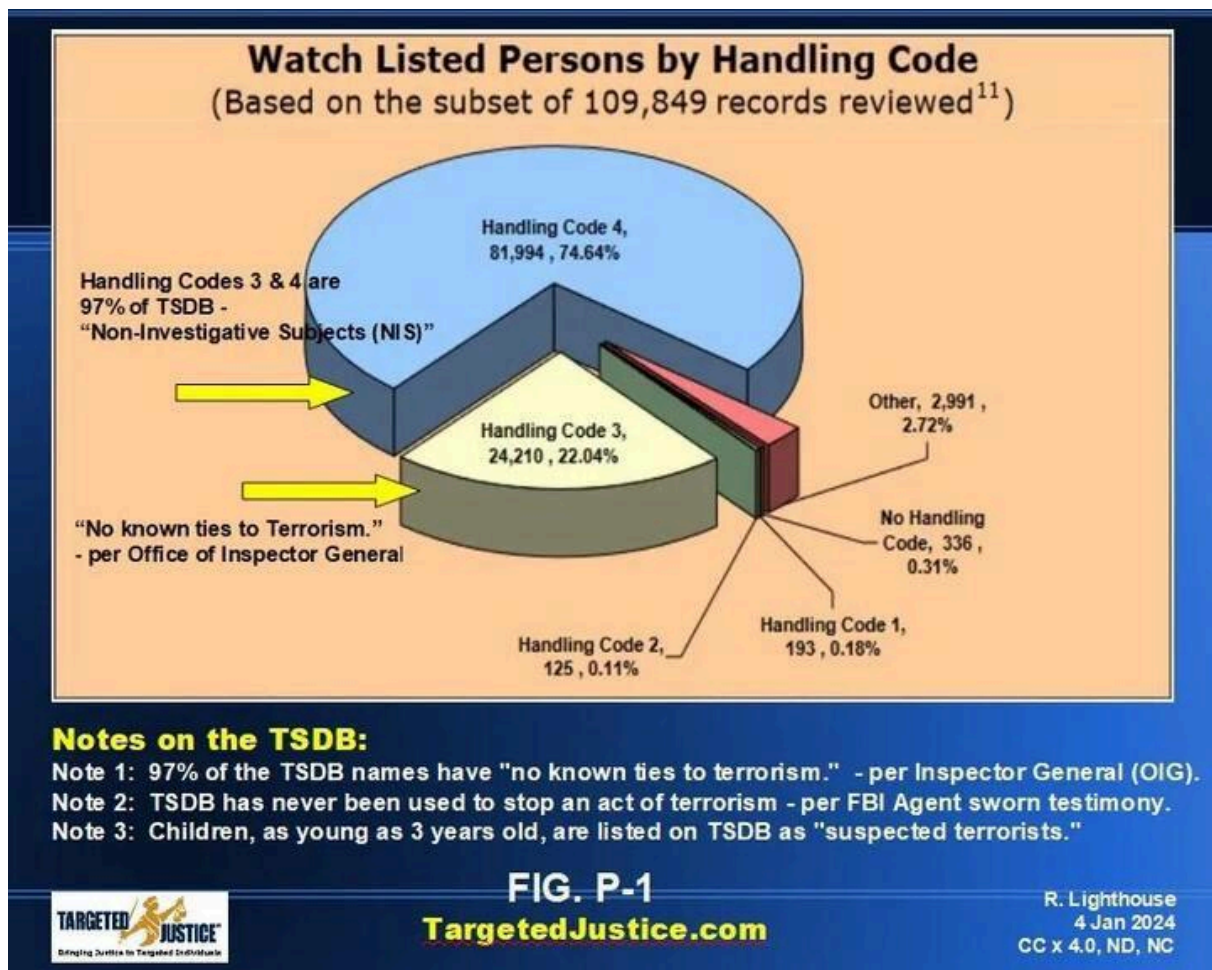 Watch Listed Persons by Handling Code
(Based on the subset of 109,849 records reviewed11)
Handling Code 4,
81,994 , 74.64%
Handling Codes 3 & 4 are
97% of TSDB -
“Non-Investigative Subjects (NIS)”
Other, 2,991 ,
2.72%
Handling Code 3,
24,210 , 22.04%
“No known ties to Terrorism.”
- per Office of Inspector General
No Handling
Code, 336 ,
0.31%
Handling Code 1,
193 , 0.18%
Handling Code 2,
125 , 0.11%
Notes on the TSDB:
Note 1: 97% of the TSDB names have "no known ties to terrorism." - per Inspector General (OIG).
Note 2: TSDB has never been used to stop an act of terrorism - per FBI Agent sworn testimony.
Note 3: Children, as young as 3 years old, are listed on TSDB as "suspected terrorists."
FIG. P-1
TargetedJustice.com
TARGETED JUSTICE
Bringing Justice to Targeted Individuals
R. Lighthouse
4 Jan 2024
CC x 4.0, ND, NC